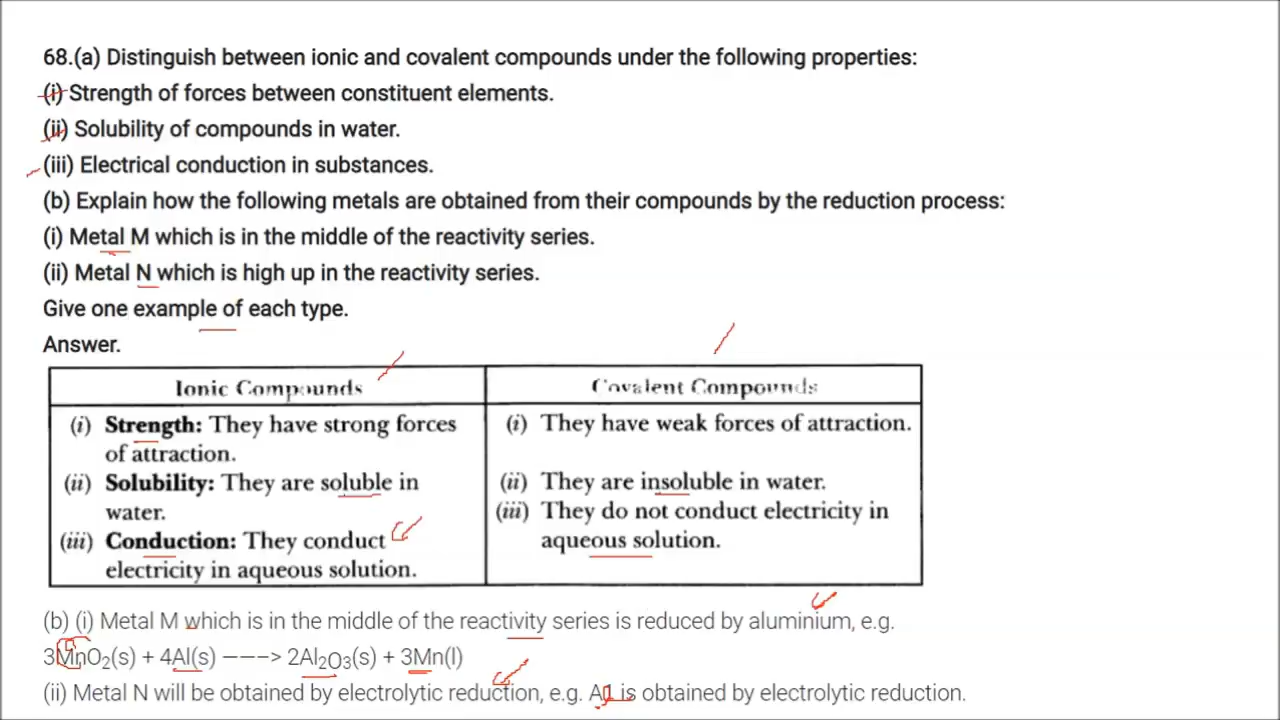 68.(a) Distinguish between ionic and covalent compounds under the following properties:
(i) Strength of forces between constituent elements.
(ii) Solubility of compounds in water.
(iii) Electrical conduction in substances.
(b) Explain how the following metals are obtained from their compounds by the reduction process:
(i) Metal M which is in the middle of the reactivity series.
(ii) Metal N which is high up in the reactivity series.
Give one example of each type.
Answer.
Ionic Compounds
(i) Strength: They have strong forces
of attraction.
(ii) Solubility: They are soluble in
water.
(iii) Conduction: They conduct
electricity in aqueous solution.
Covalent Compounds
(i) They have weak forces of attraction.
(ii) They are insoluble in water.
(iii) They do not conduct electricity in
aqueous solution.
(b) (i) Metal M which is in the middle of the reactivity series is reduced by aluminium, e.g.
3MnO₂(s) + 4Al(s) −−−> 2Al₂O₃(s) + 3Mn(l)
(ii) Metal N will be obtained by electrolytic reduction, e.g. A1 is obtained by electrolytic reduction.